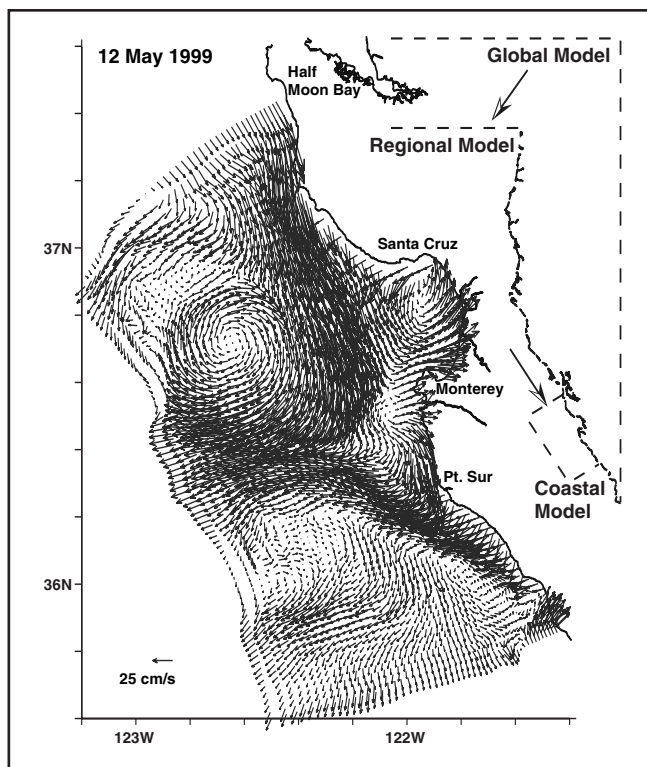 12 May 1999
Half
Moon Bay
Global Model
Regional Model
37N
Santa Cruz
Monterey
Pt. Sur
Coastal
Model
36N
25 cm/s
123W
122W